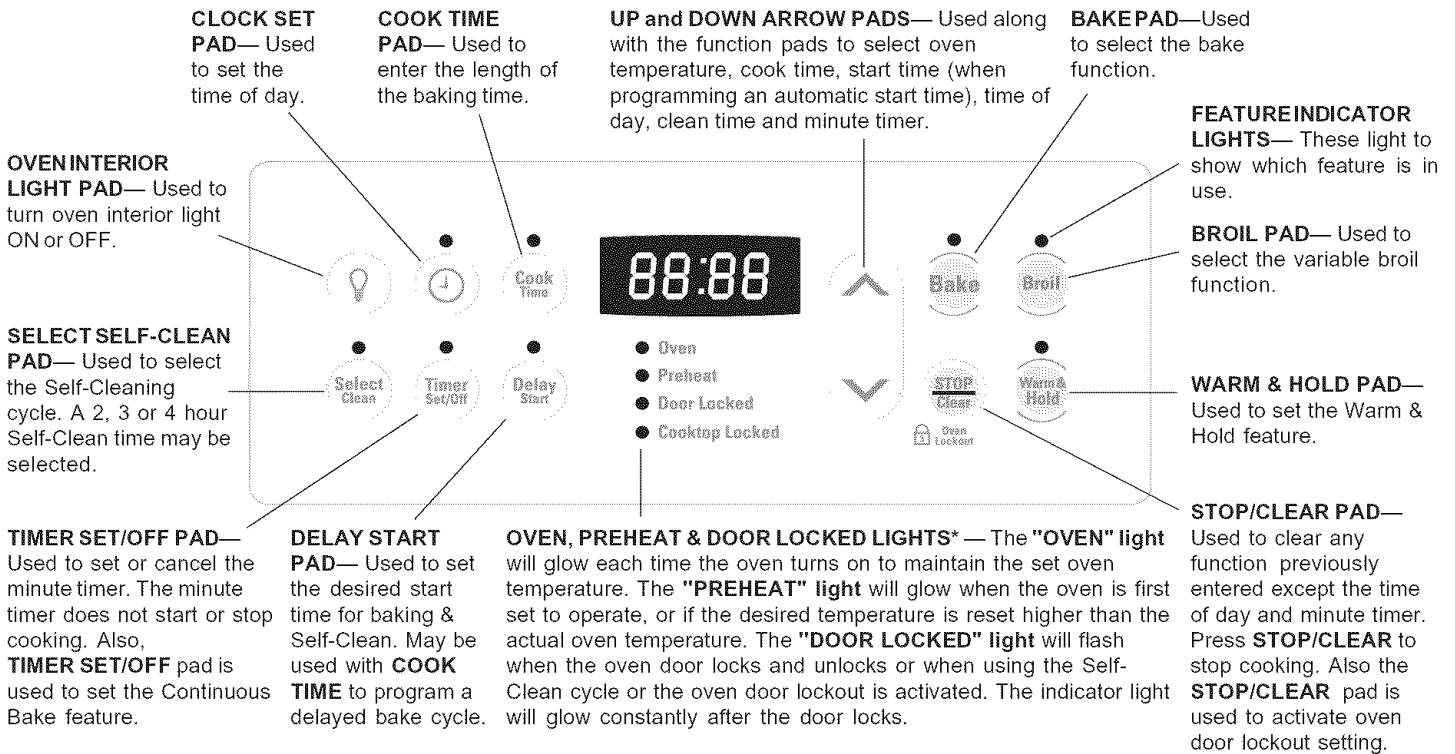 CLOCK SET
PAD— Used
to set the
time of day.
COOK TIME
PAD— Used to
enter the length of
the baking time.
UP and DOWN ARROW PADS— Used along
with the function pads to select oven
temperature, cook time, start time (when
programming an automatic start time), time of
day, clean time and minute timer.
BAKE PAD—Used
to select the bake
function.
FEATURE INDICATOR
LIGHTS— These light to
show which feature is in
use.
OVEN INTERIOR
LIGHT PAD— Used to
turn oven interior light
ON or OFF.
BROIL PAD— Used to
select the variable broil
function.
Cook
Time
88:88
Bake
Broil
SELECT SELF-CLEAN
PAD— Used to select
the Self-Cleaning
cycle. A 2, 3 or 4 hour
Self-Clean time may be
selected.
Select
Clean
Timer
Set/Off
Delay
Start
Oven
Preheat
Door Locked
Cooktop Locked
STOP
Clear
Oven
Lockout
Warm &
Hold
WARM & HOLD PAD—
Used to set the Warm &
Hold feature.
TIMER SET/OFF PAD—
Used to set or cancel the
minute timer. The minute
timer does not start or stop
cooking. Also,
TIMER SET/OFF pad is
used to set the Continuous
Bake feature.
DELAY START
PAD— Used to set
the desired start
time for baking &
Self-Clean. May be
used with COOK
TIME to program a
delayed bake cycle.
OVEN, PREHEAT & DOOR LOCKED LIGHTS* — The "OVEN" light
will glow each time the oven turns on to maintain the set oven
temperature. The "PREHEAT" light will glow when the oven is first
set to operate, or if the desired temperature is reset higher than the
actual oven temperature. The "DOOR LOCKED" light will flash
when the oven door locks and unlocks or when using the Self-
Clean cycle or the oven door lockout is activated. The indicator light
will glow constantly after the door locks.
STOP/CLEAR PAD—
Used to clear any
function previously
entered except the time
of day and minute timer.
Press STOP/CLEAR to
stop cooking. Also the
STOP/CLEAR pad is
used to activate oven
door lockout setting.